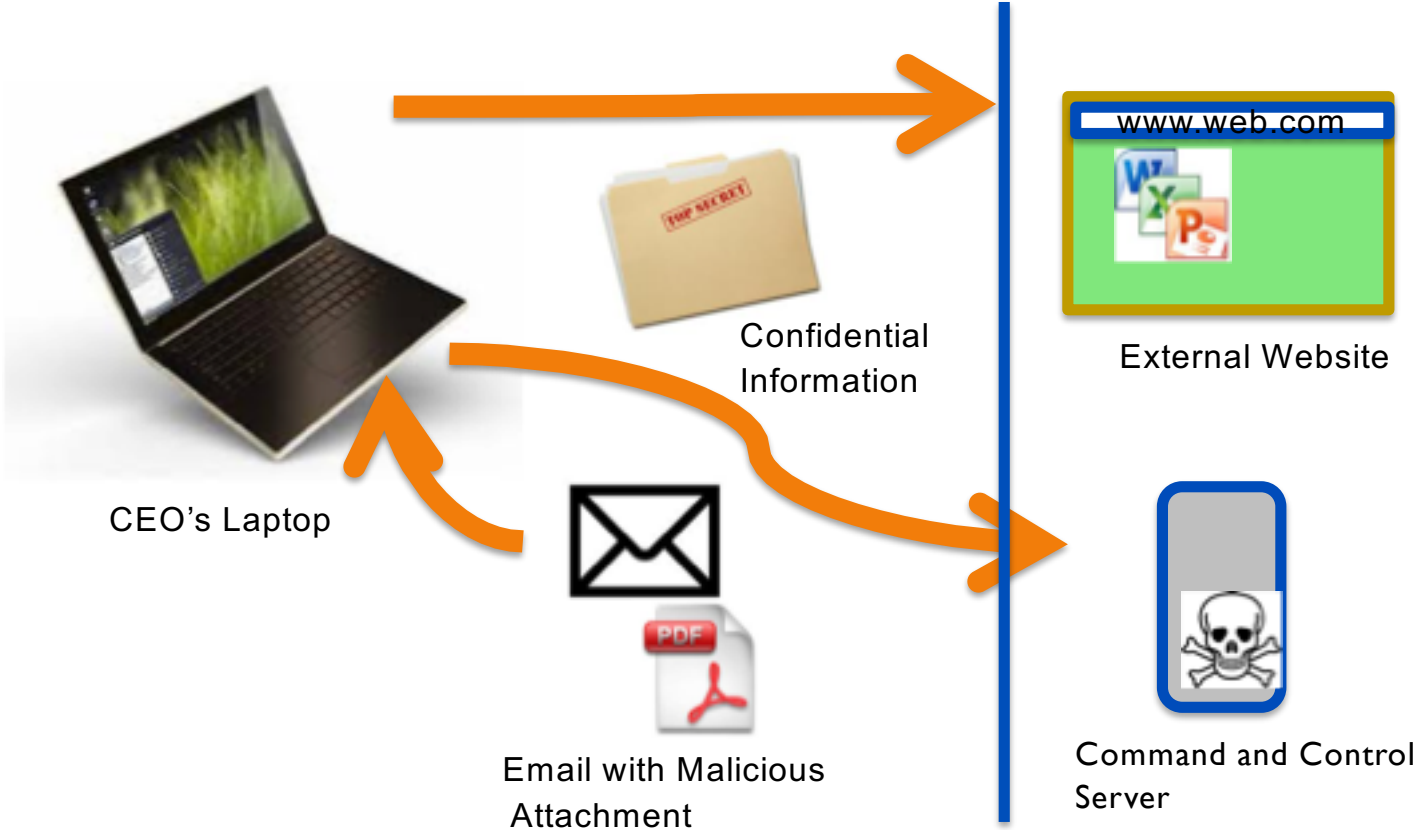 www.web.com
W
X
P
TOP SECRET
Confidential
Information
External Website
CEO’s Laptop
PDF
Email with Malicious
Attachment
Command and Control
Server